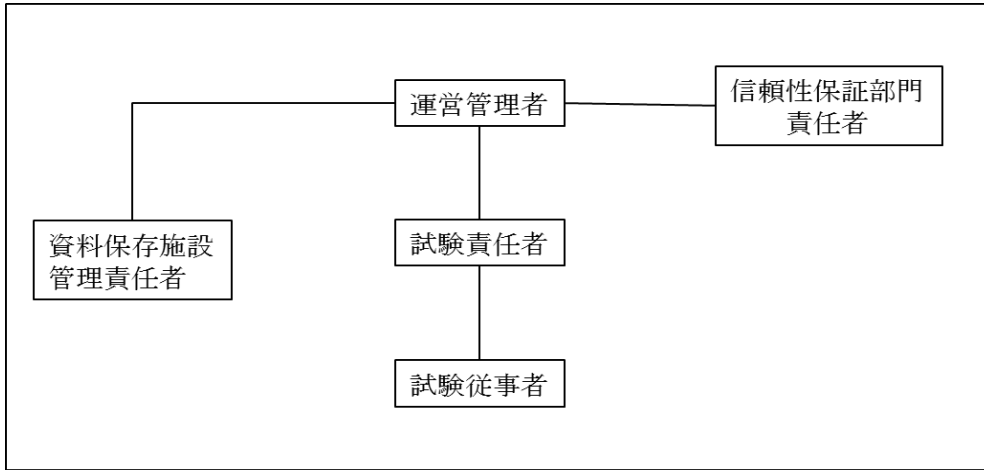 運営管理者
信頼性保証部門
責任者
資料保存施設
管理責任者
試験責任者
試験従事者